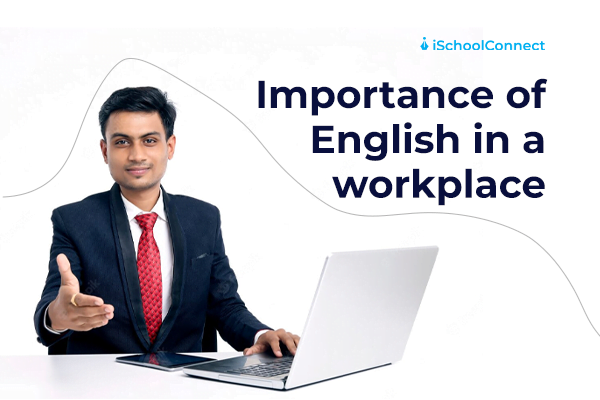 iSchoolConnect
Importance of
English in a
workplace